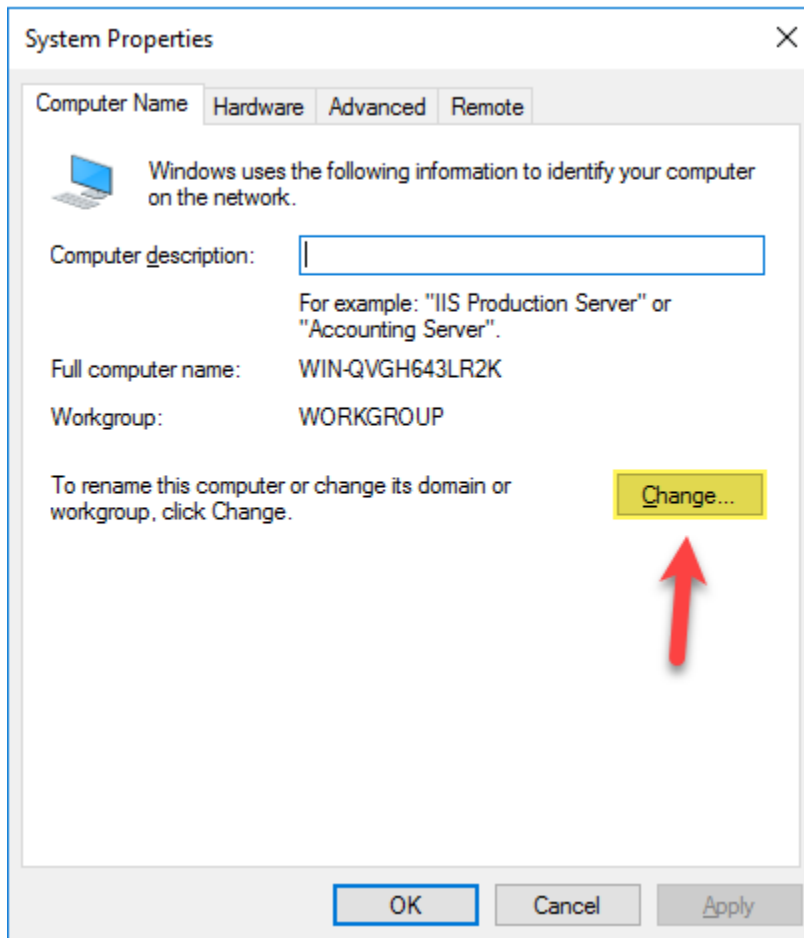 System Properties
Computer Name Hardware Advanced Remote
Windows uses the following information to identify your computer
on the network.
Computer description:
For example: "IIS Production Server" or
"Accounting Server".
Full computer name: WIN-QVGH643LR2K
Workgroup: WORKGROUP
To rename this computer or change its domain or
workgroup, click Change.
Change...
OK Cancel Apply